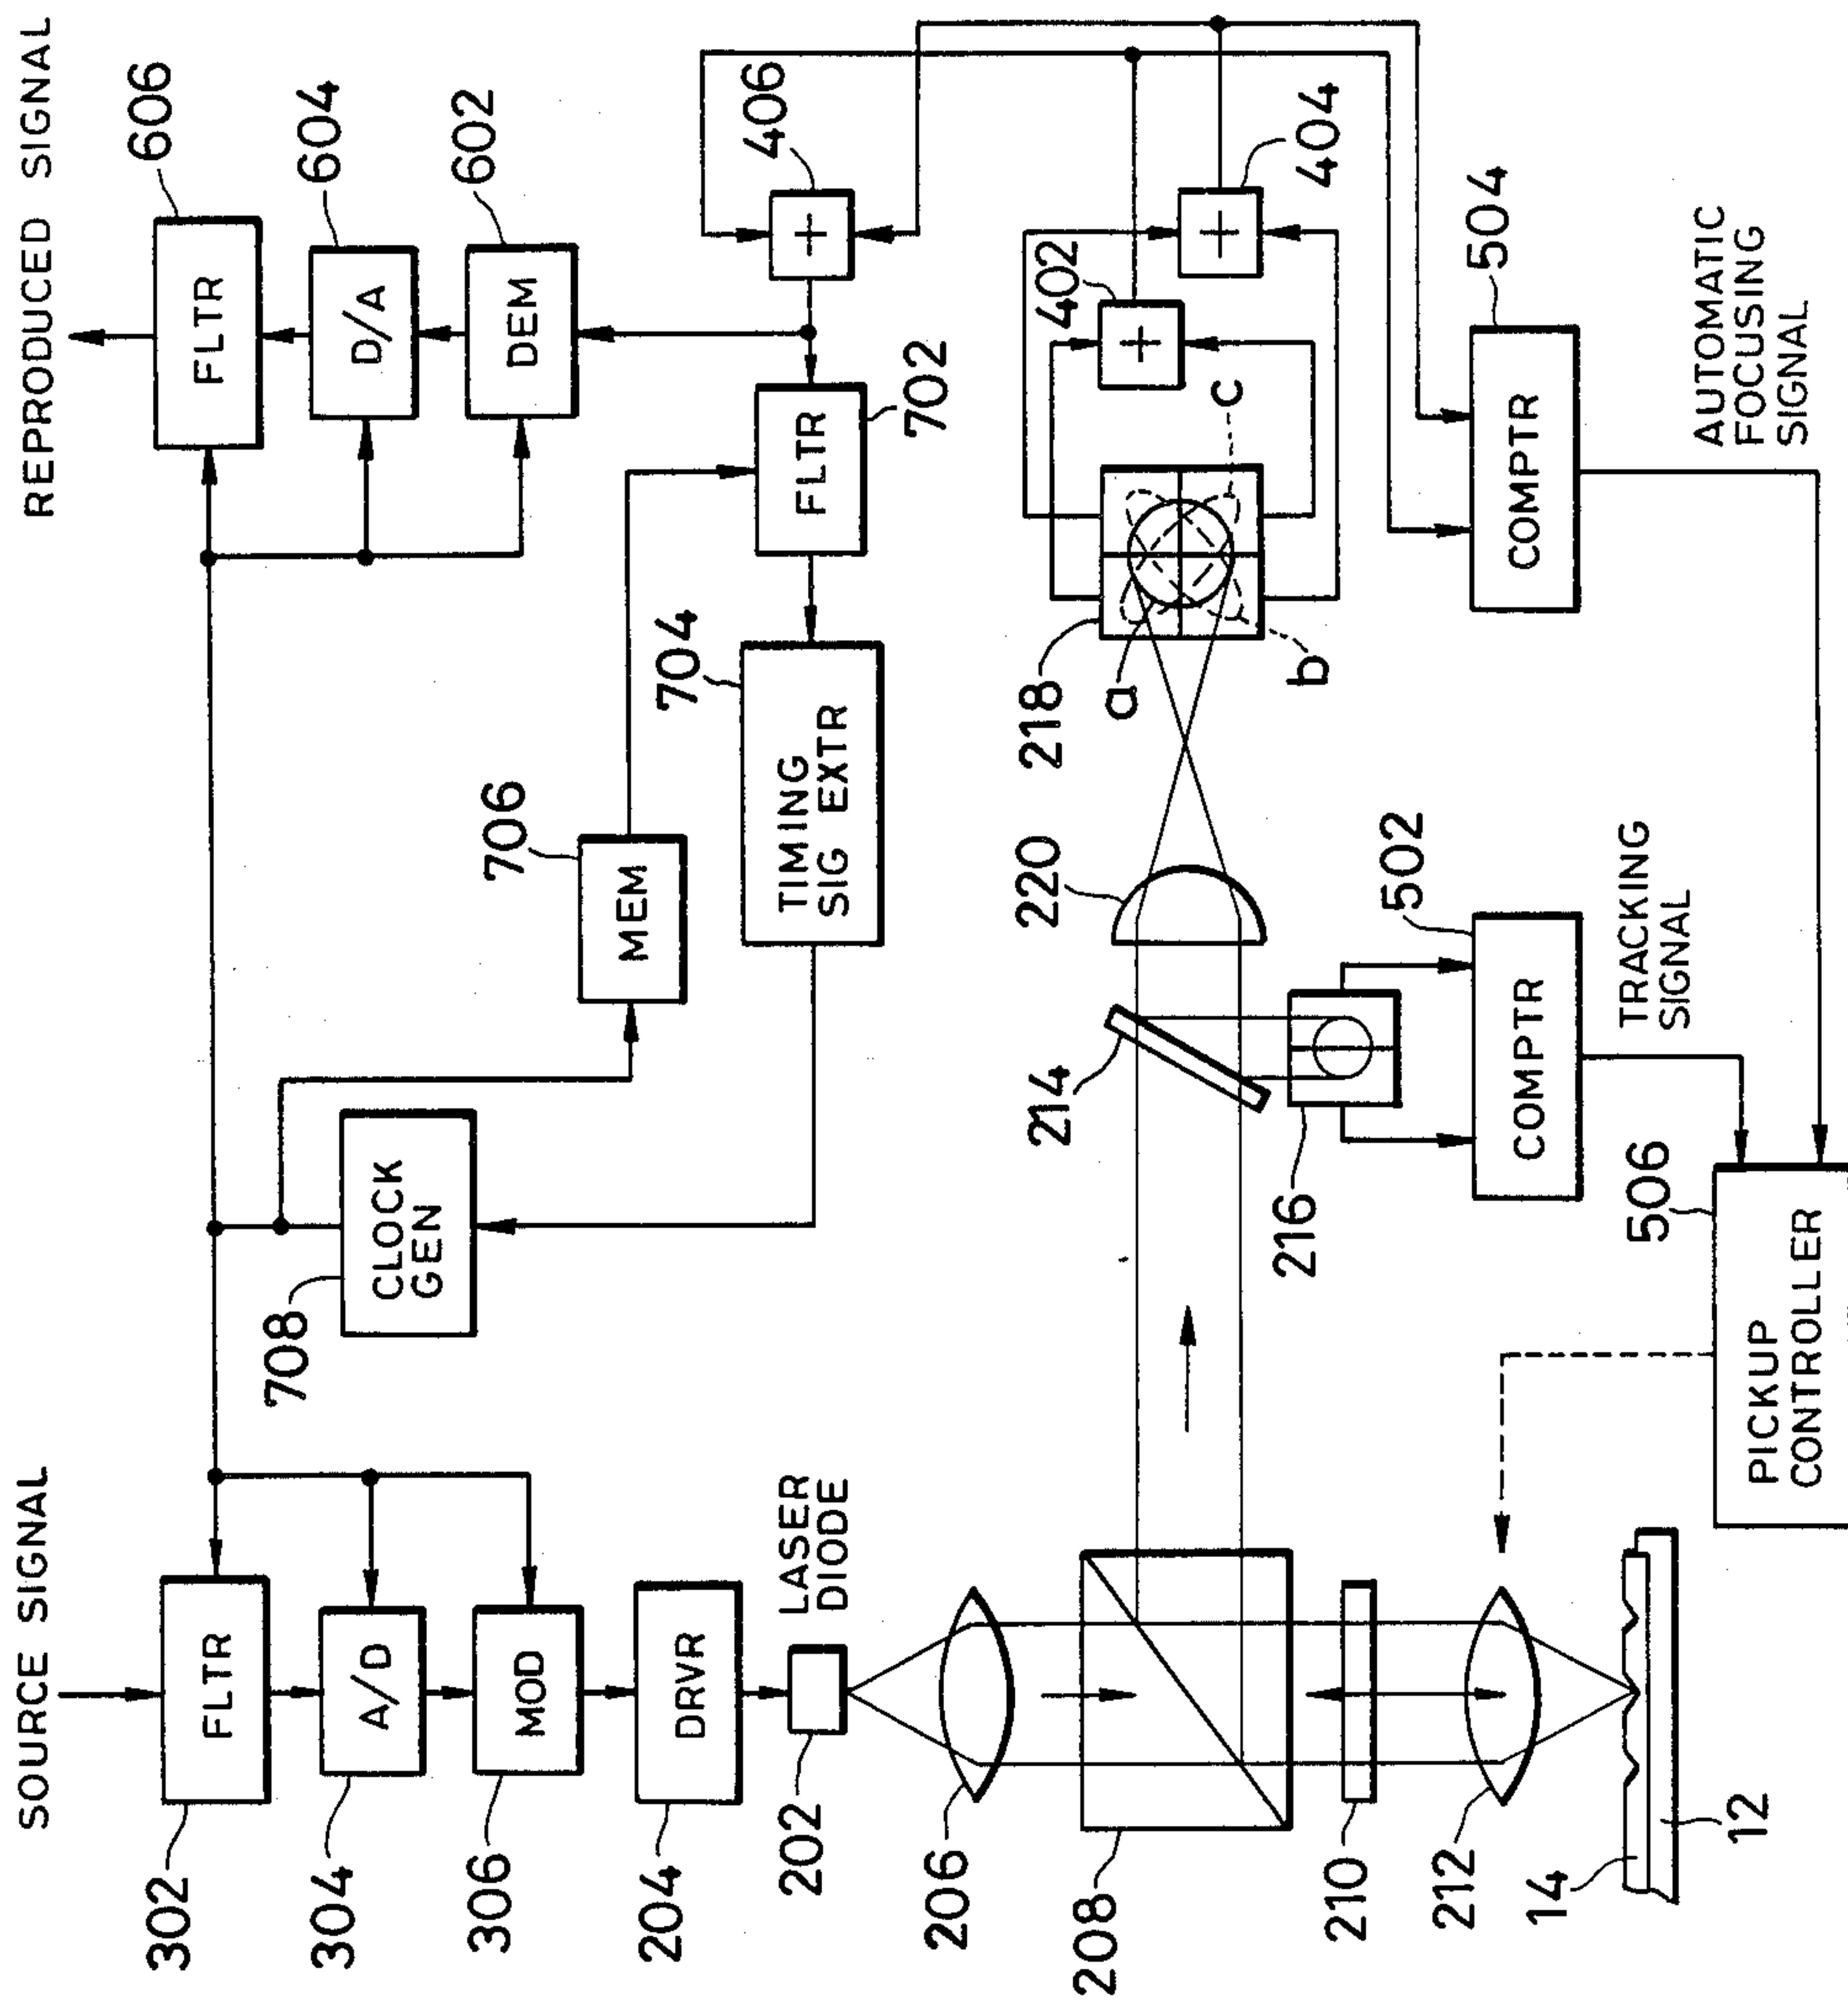 SOURCE SIGNAL
REPRODUCED SIGNAL
302
FLTR
304
A/D
306
MOD
204
DRVR
202
LASER
DIODE
206
208
210
212
14
12
708
CLOCK
GEN
706
MEM
704
TIMING
SIG EXTR
702
FLTR
606
FLTR
604
D/A
602
DEM
406
+
402
+
404
+
218
a
b
c
220
214
216
502
COMPTR
TRACKING
SIGNAL
504
COMPTR
AUTOMATIC
FOCUSING
SIGNAL
506
PICKUP
CONTROLLER